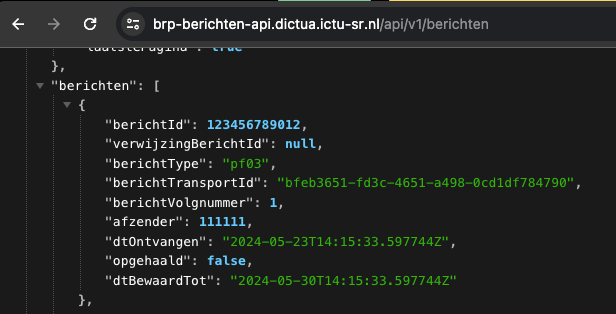 brp-berichten-api.dictua.ictu-sr.nl/api/v1/berichten
"laatstePagina": true
},
"berichten": [
{
"berichtId": 123456789012,
"verwijzingBerichtId": null,
"berichtType": "pf03",
"berichtTransportId": "bfeb3651-fd3c-4651-a498-0cd1df784790",
"berichtVolgnummer": 1,
"afzender": 111111,
"dtOntvangen": "2024-05-23T14:15:33.597744Z",
"opgehaald": false,
"dtBewaardTot": "2024-05-30T14:15:33.597744Z"
},